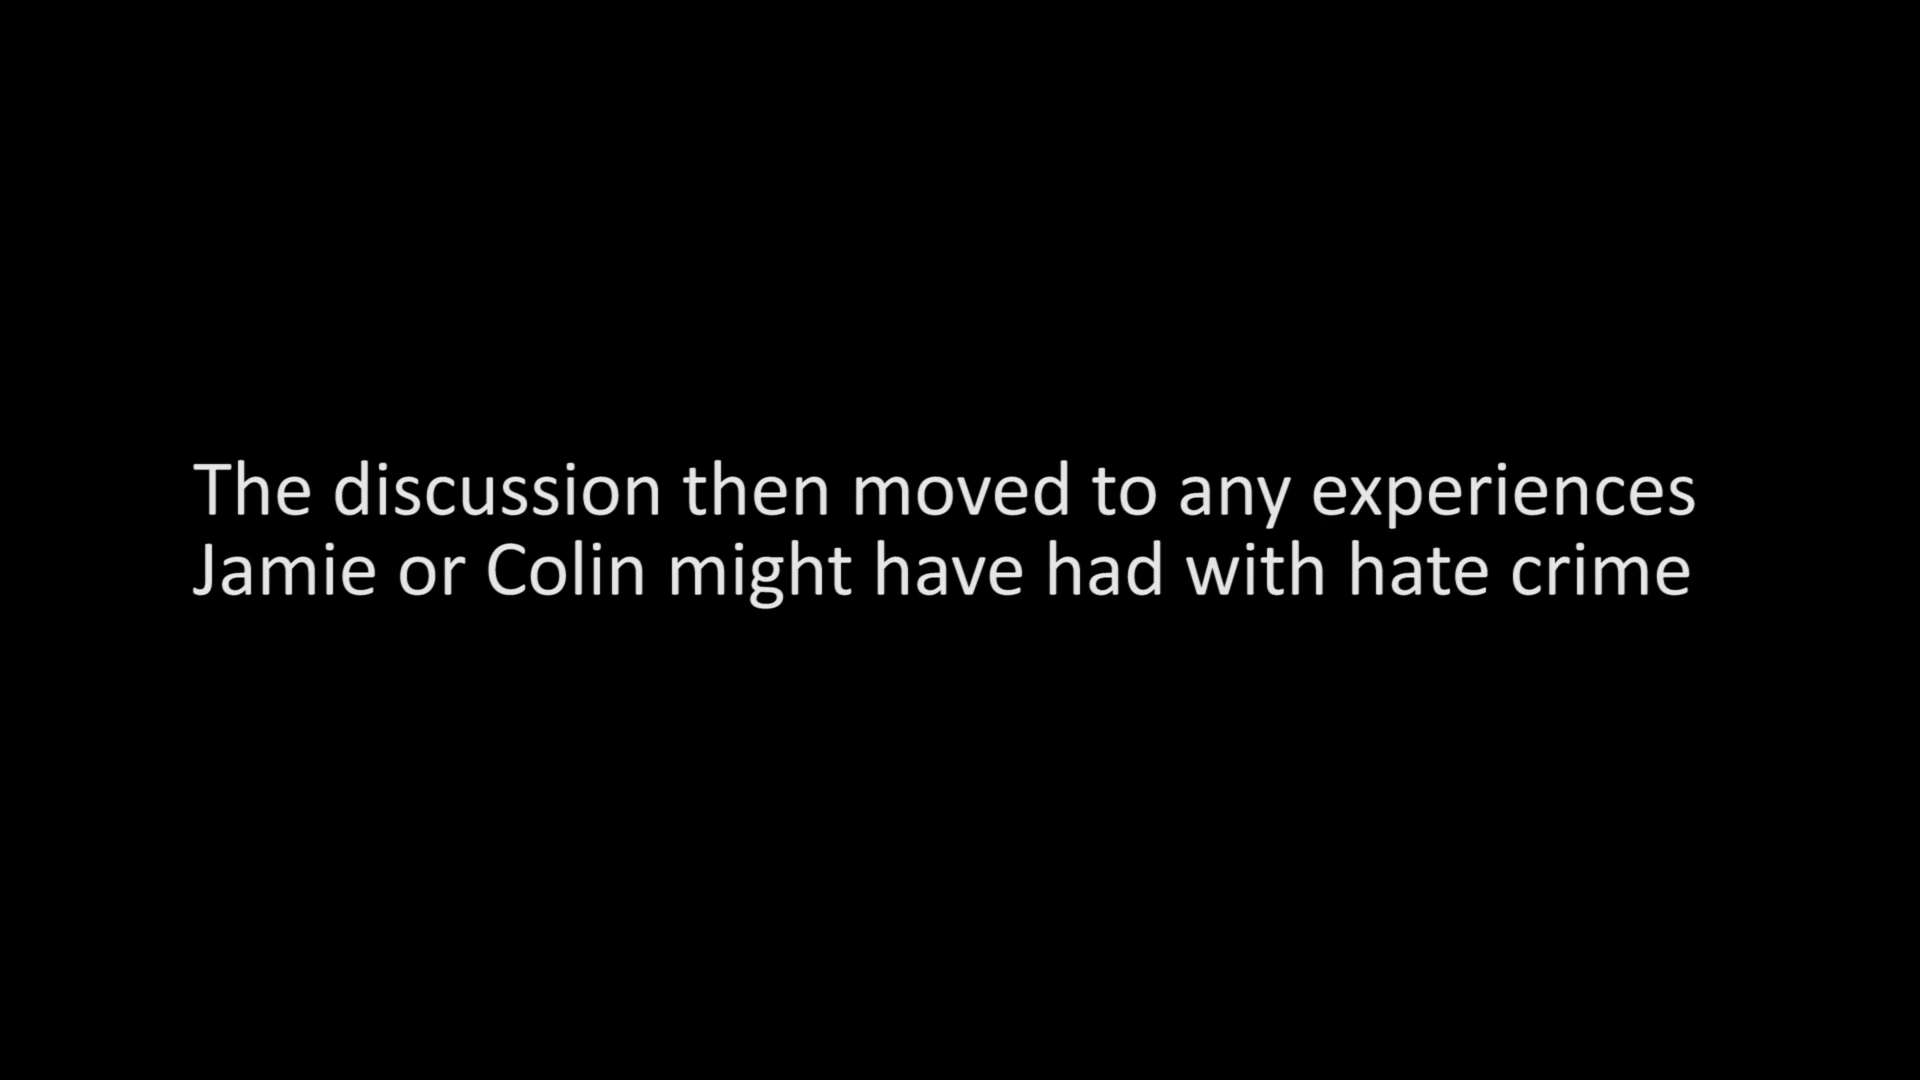 The discussion then moved to any experiences
Jamie or Colin might have had with hate crime